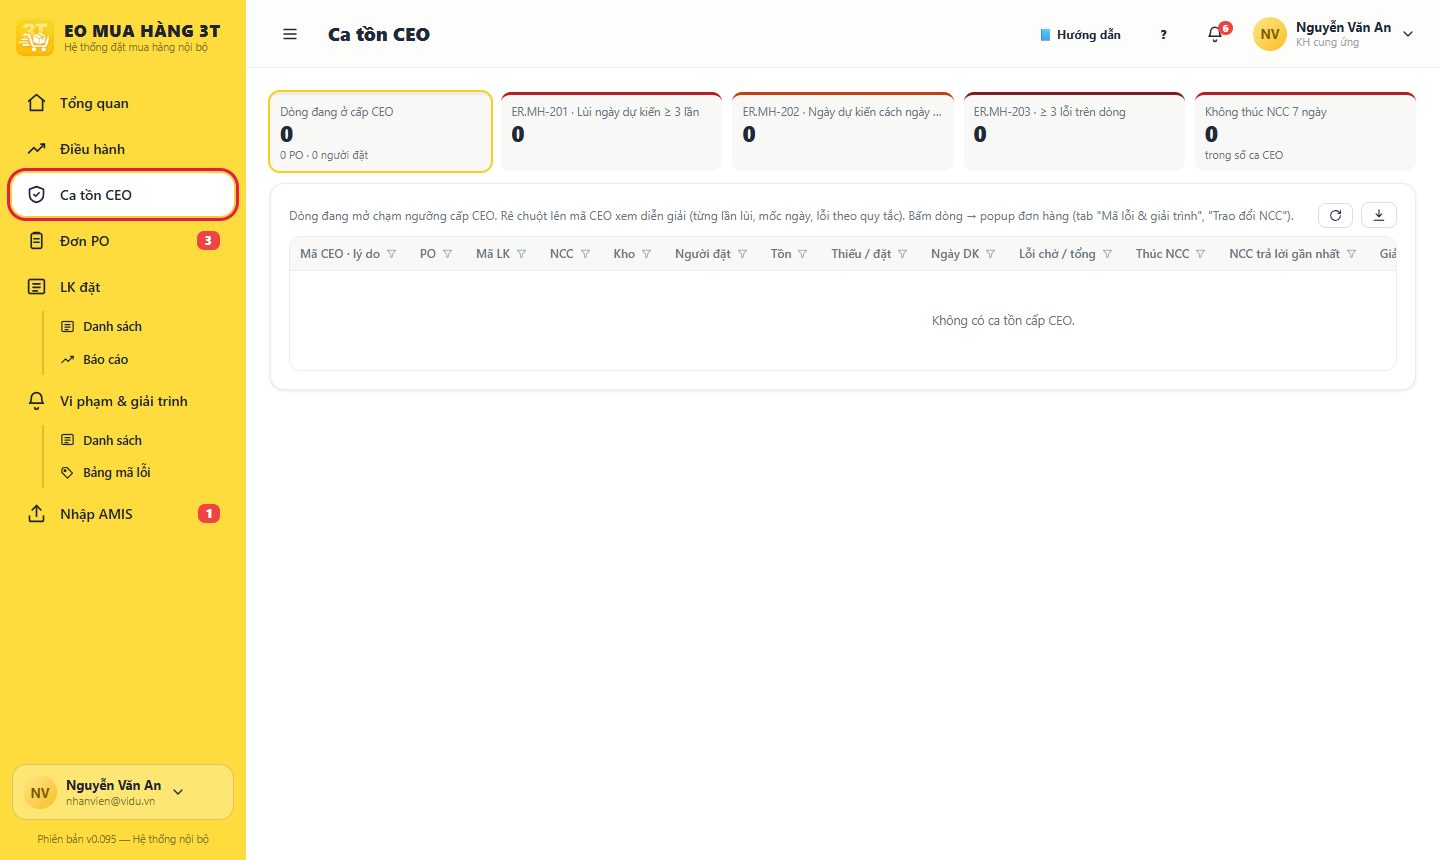 EO MUA HÀNG 3T
Hệ thống đặt mua hàng nội bộ
Tổng quan
Điều hành
Ca tồn CEO
Đơn PO 3
LK đặt
Danh sách
Báo cáo
Vi phạm & giải trình
Danh sách
Bảng mã lỗi
Nhập AMIS 1
NV
Nguyễn Văn An
nhanvien@vidu.vn
Phiên bản v0.095 — Hệ thống nội bộ
Ca tồn CEO
Hướng dẫn
?
6
NV
Nguyễn Văn An
KH cung ứng
Dòng đang ở cấp CEO
0
0 PO · 0 người đặt
ER.MH-201 · Lùi ngày dự kiến ≥ 3 lần
0
ER.MH-202 · Ngày dự kiến cách ngày ...
0
ER.MH-203 · ≥ 3 lỗi trên dòng
0
Không thúc NCC 7 ngày
0
trong số ca CEO
Dòng đang mở chạm ngưỡng cấp CEO. Rê chuột lên mã CEO xem diễn giải (từng lần lùi, mốc ngày, lỗi theo quy tắc). Bấm dòng → popup đơn hàng (tab "Mã lỗi & giải trình", "Trao đổi NCC").
Mã CEO · lý do PO Mã LK NCC Kho Người đặt Tồn Thiếu / đặt Ngày DK Lỗi chờ / tổng Thúc NCC NCC trả lời gần nhất Giả
Không có ca tồn cấp CEO.